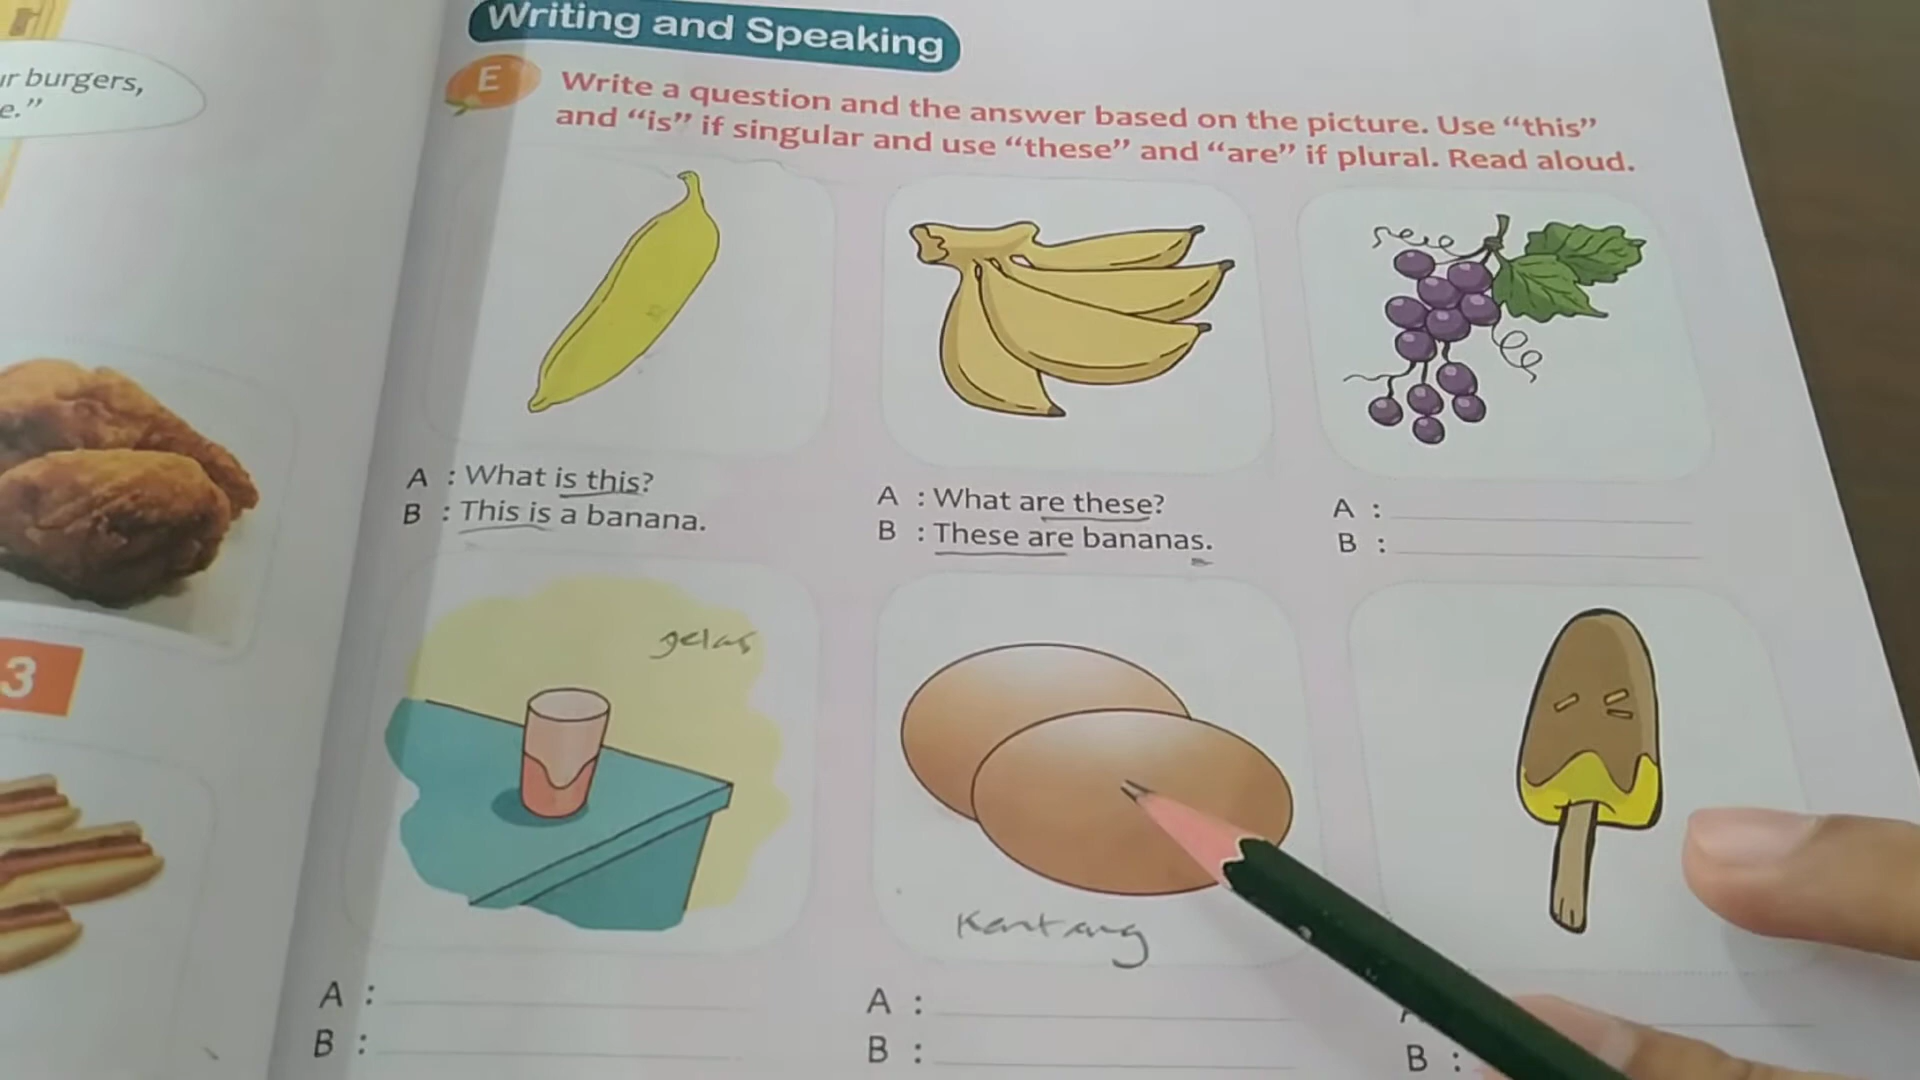 ur burgers,
e."
3
Writing and Speaking
E
Write a question and the answer based on the picture. Use "this"
and "is" if singular and use "these" and "are" if plural. Read aloud.
A : What is this?
B : This is a banana.
A : What are these?
B : These are bananas.
A :
B :
gelas
Kentang
A :
B :
A :
B :
B :